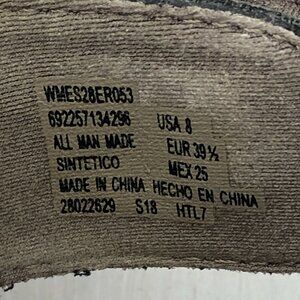 WMES28ER053
692257134296 USA 8
ALL MAN MADE EUR 39 ½
SINTETICO MEX 25
MADE IN CHINA HECHO EN CHINA
28022629 S18 HTL7